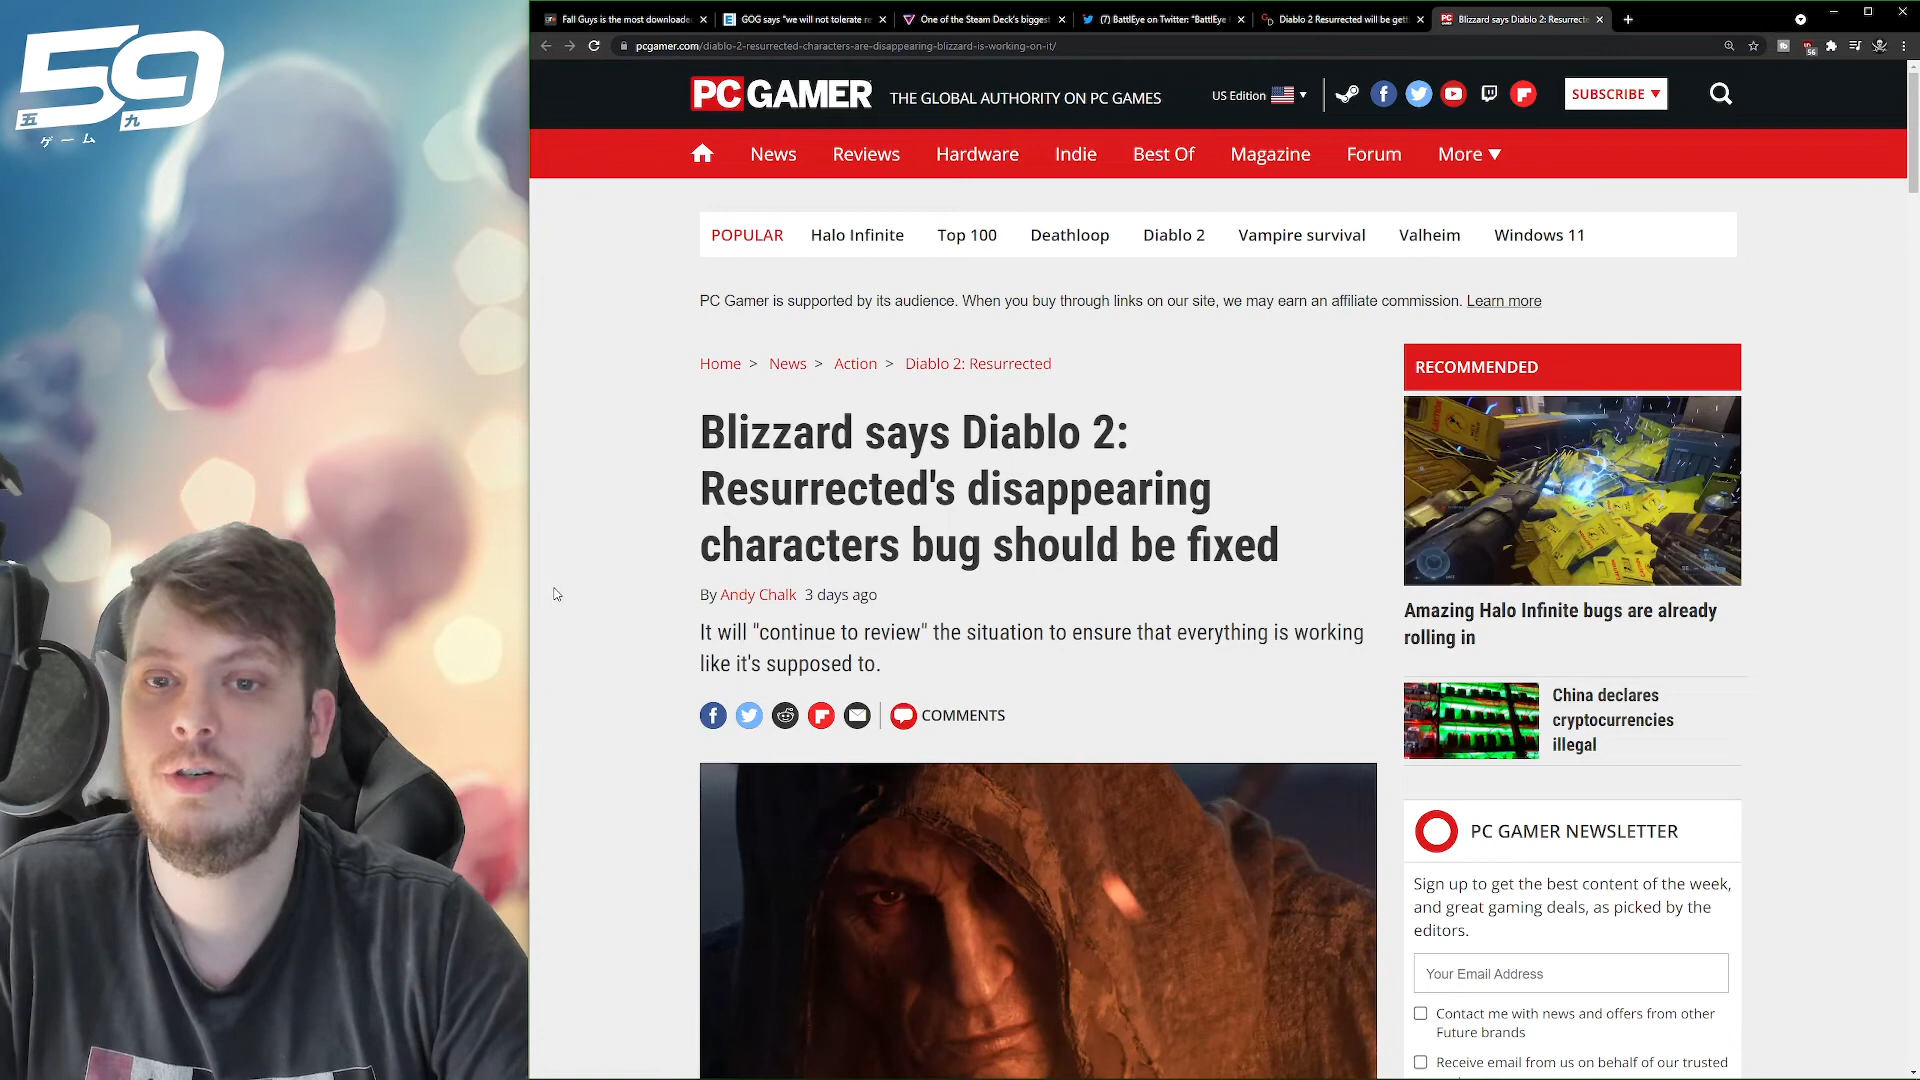 59
五 九
ゲーム
Fall Guys is the most downloade
GOG says "we will not tolerate re
One of the Steam Deck's biggest
(7) BattlEye on Twitter: "BattlEye
Diablo 2 Resurrected will be gett
Blizzard says Diablo 2: Resurrecte
pcgamer.com/diablo-2-resurrected-characters-are-disappearing-blizzard-is-working-on-it/
56
PC GAMER THE GLOBAL AUTHORITY ON PC GAMES
US Edition
SUBSCRIBE
News Reviews Hardware Indie Best Of Magazine Forum More
POPULAR Halo Infinite Top 100 Deathloop Diablo 2 Vampire survival Valheim Windows 11
PC Gamer is supported by its audience. When you buy through links on our site, we may earn an affiliate commission. Learn more
Home > News > Action > Diablo 2: Resurrected
Blizzard says Diablo 2:
Resurrected's disappearing
characters bug should be fixed
By Andy Chalk 3 days ago
It will "continue to review" the situation to ensure that everything is working
like it's supposed to.
COMMENTS
RECOMMENDED
Amazing Halo Infinite bugs are already
rolling in
China declares
cryptocurrencies
illegal
PC GAMER NEWSLETTER
Sign up to get the best content of the week,
and great gaming deals, as picked by the
editors.
Your Email Address
Contact me with news and offers from other
Future brands
Receive email from us on behalf of our trusted